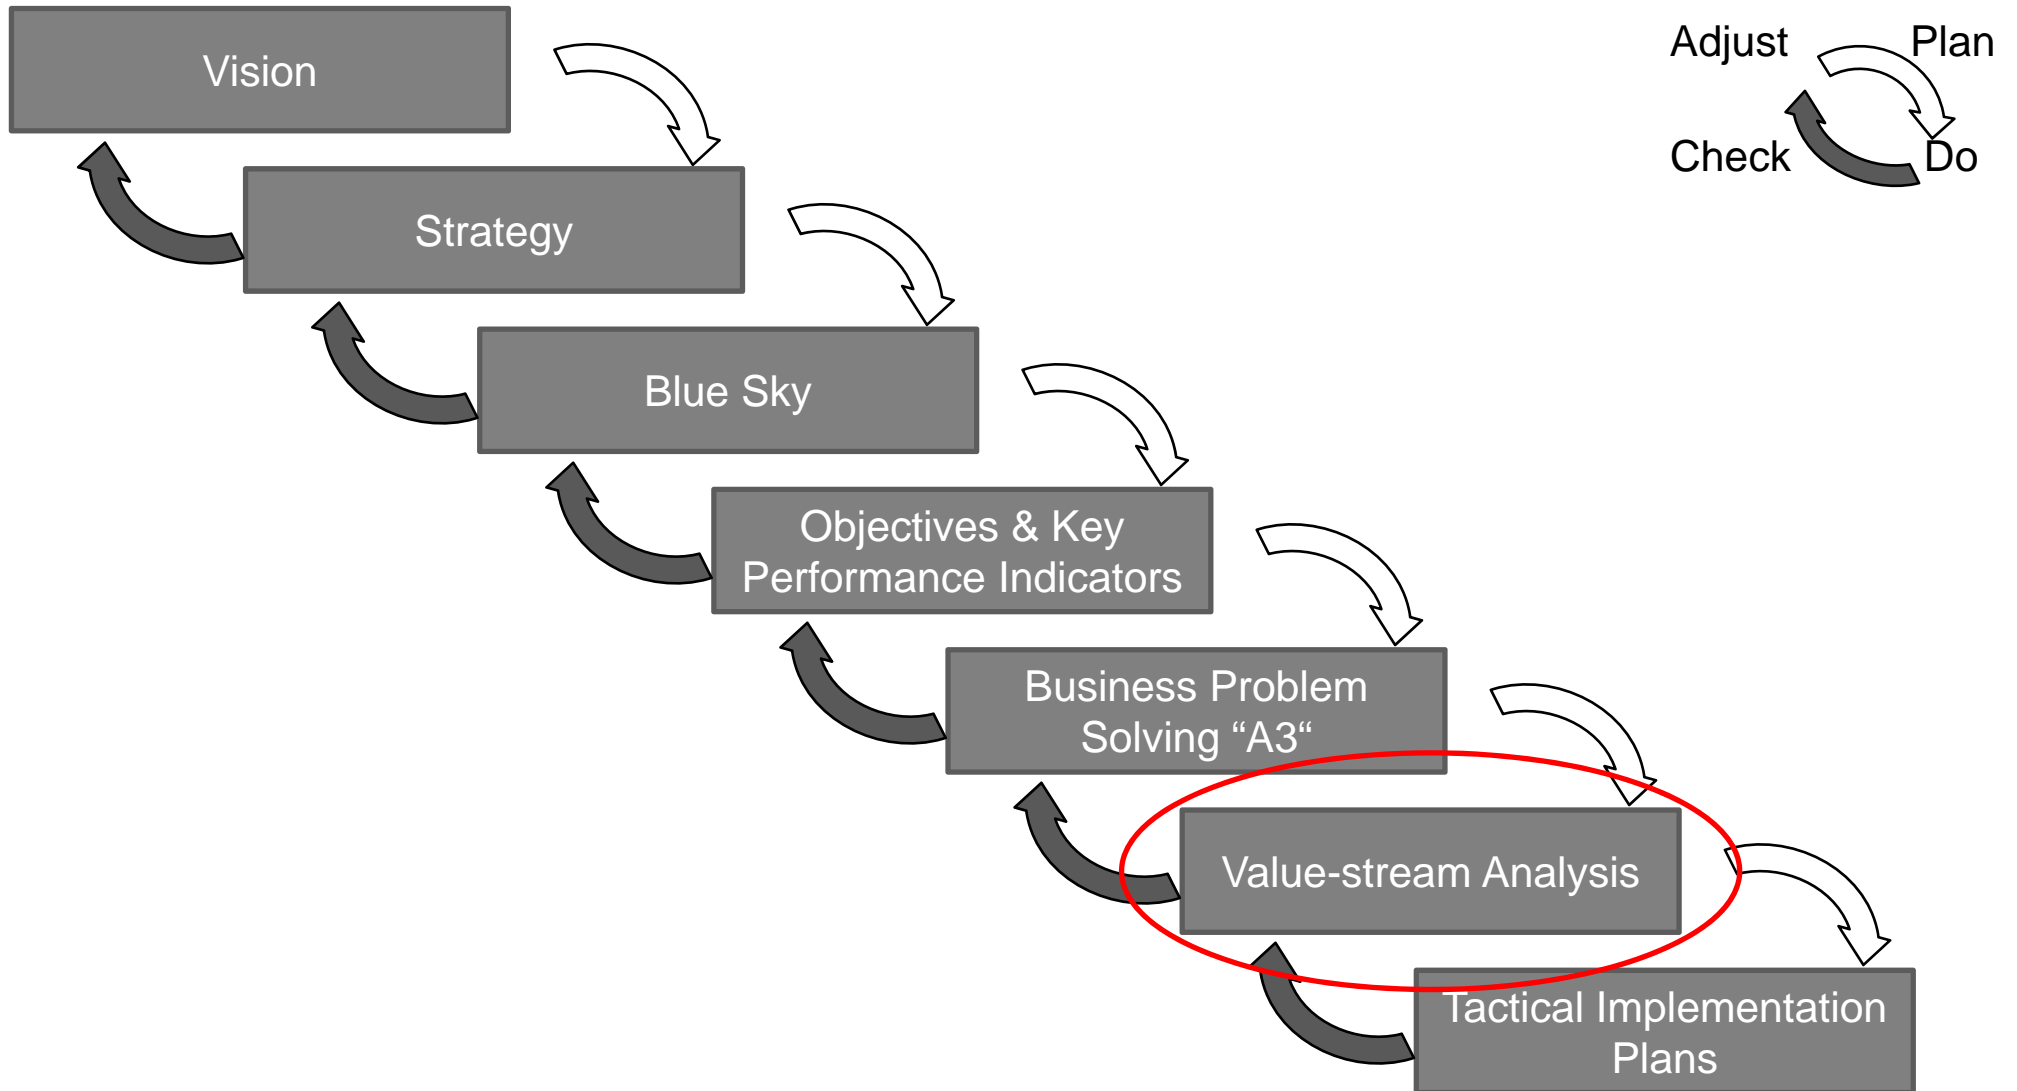 Vision
Adjust
Plan
Check
Do
Strategy
Blue Sky
Objectives & Key
Performance Indicators
Business Problem
Solving “A3“
Value-stream Analysis
Tactical Implementation
Plans